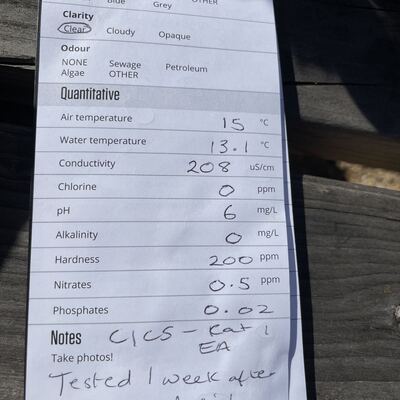 Blue
Grey
OTHER
Clarity
Clear Cloudy Opaque
Odour
NONE Sewage Petroleum
Algae OTHER
Quantitative
Air temperature 15 °C
Water temperature 13.1 °C
Conductivity 208 uS/cm
Chlorine 0 ppm
pH 6 mg/L
Alkalinity 0 mg/L
Hardness 200 ppm
Nitrates 0.5 ppm
Phosphates 0.02
Notes CICS - Cat 1
EA
Take photos!
Tested 1 week after